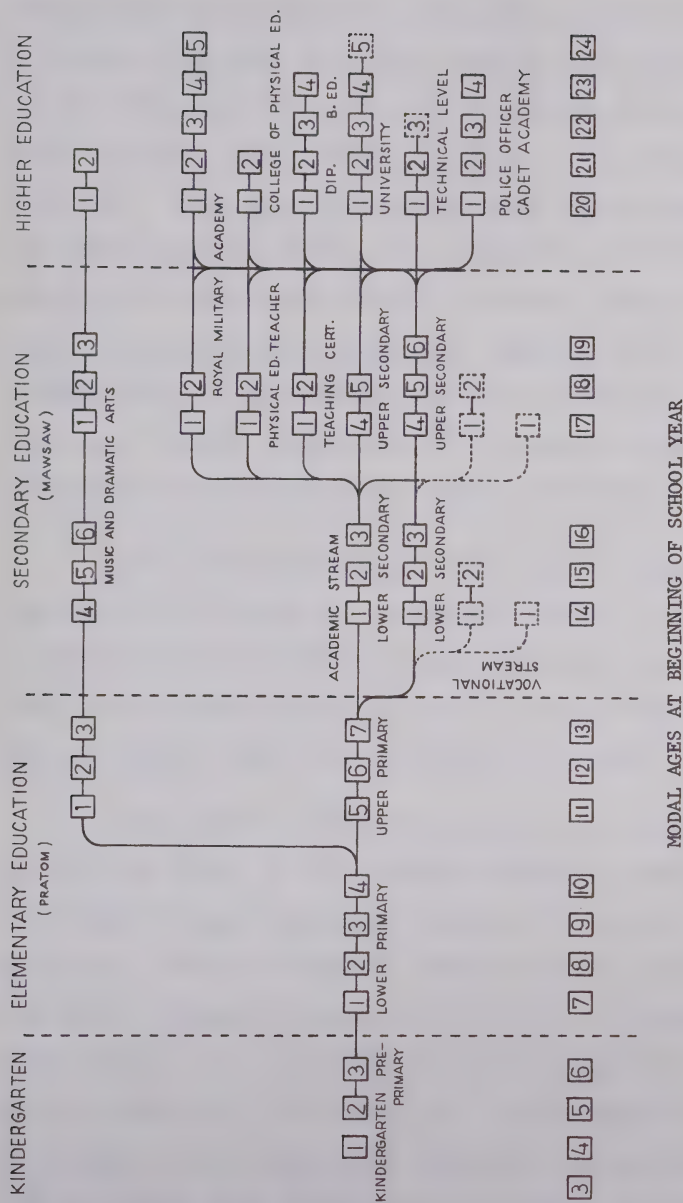 KINDERGARTEN
ELEMENTARY EDUCATION
(PRATOM)
SECONDARY EDUCATION
(MAWSAW)
HIGHER EDUCATION
1 2 3
4 5 6
1 2 3
1 2
MUSIC AND DRAMATIC ARTS
1 2
1 2 3 4 5
ROYAL MILITARY ACADEMY
1 2
1 2
PHYSICAL ED. TEACHER
COLLEGE OF PHYSICAL ED.
1 2
1 2 3 4
TEACHING CERT.
DIP. B. ED.
ACADEMIC STREAM
1 2 3
1 2 3 4
5 6 7
1 2 3
4 5
1 2 3 4 5
KINDERGARTEN PRE-
PRIMARY
LOWER PRIMARY
UPPER PRIMARY
LOWER SECONDARY
UPPER SECONDARY
UNIVERSITY
1 2 3
4 5 6
1 2 3
LOWER SECONDARY
UPPER SECONDARY
TECHNICAL LEVEL
1 2
1 2
1 2 3 4
VOCATIONAL
STREAM
1
1
POLICE OFFICER
CADET ACADEMY
3 4 5 6 7 8 9 10 11 12 13 14 15 16 17 18 19 20 21 22 23 24
MODAL AGES AT BEGINNING OF SCHOOL YEAR